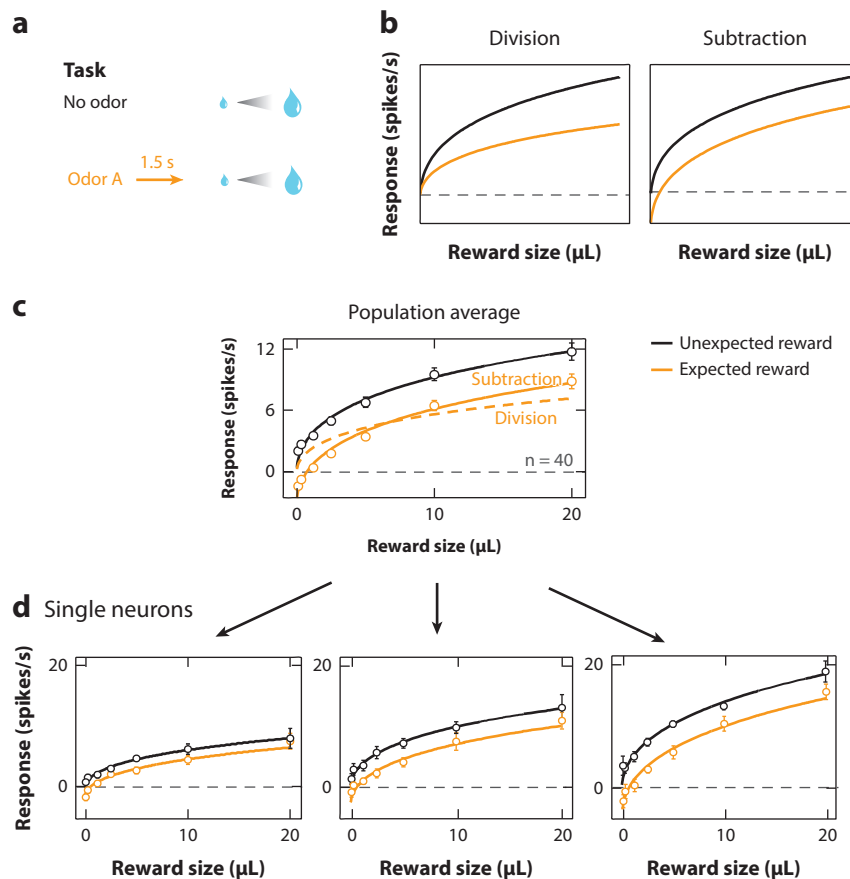 a
Task
No odor
1.5 s
Odor A
b
Division
Subtraction
Response (spikes/s)
Reward size (µL)
Reward size (µL)
c
Population average
Response (spikes/s)
12
6
0
Subtraction
Division
n = 40
0
10
20
Reward size (µL)
Unexpected reward
Expected reward
d Single neurons
Response (spikes/s)
20
0
0
10
20
Reward size (µL)
20
0
0
10
20
Reward size (µL)
20
0
0
10
20
Reward size (µL)